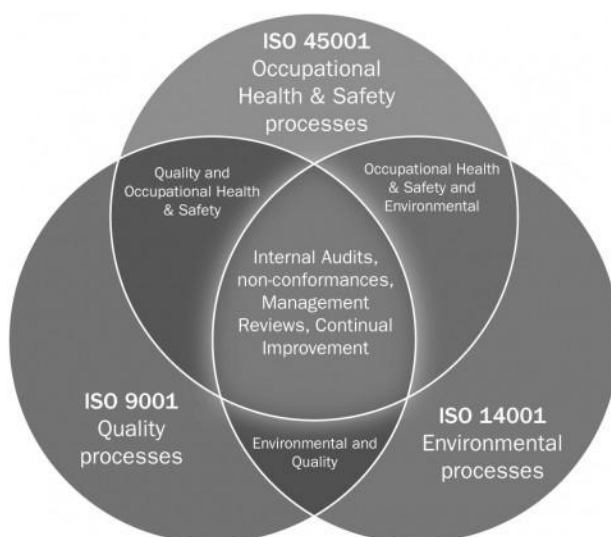 ISO 45001
Occupational
Health & Safety
processes
Quality and
Occupational Health
& Safety
Occupational Health
& Safety and
Environmental
Internal Audits,
non-conformances,
Management
Reviews, Continual
Improvement
ISO 9001
Quality
processes
Environmental and
Quality
ISO 14001
Environmental
processes